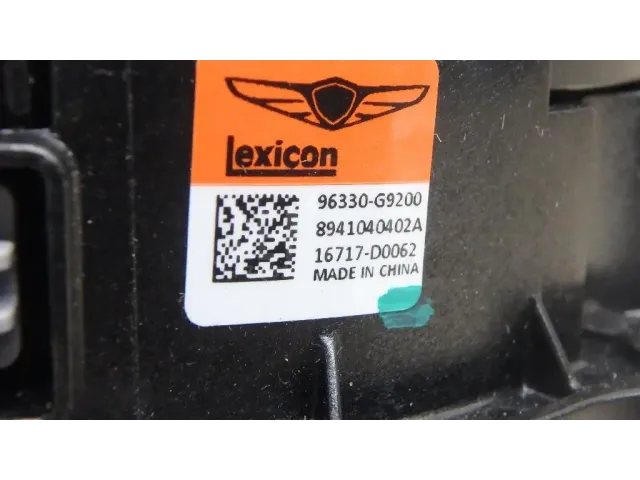 Lexicon
96330-G9200
8941040402A
16717-D0062
MADE IN CHINA